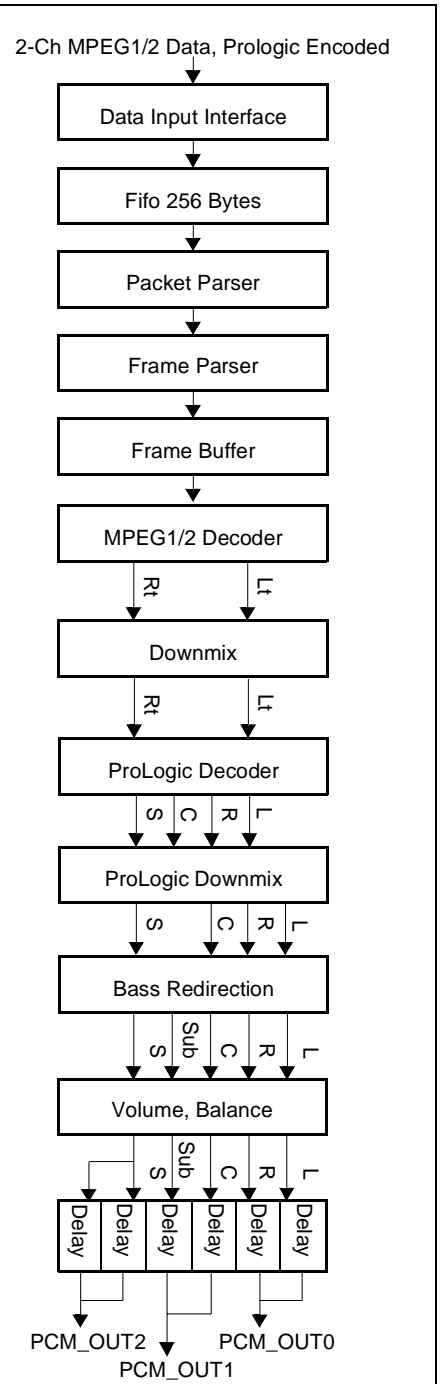 2-Ch MPEG1/2 Data, Prologic Encoded
Data Input Interface
Fifo 256 Bytes
Packet Parser
Frame Parser
Frame Buffer
MPEG1/2 Decoder
Rt Lt
Downmix
Rt Lt
ProLogic Decoder
S C R L
ProLogic Downmix
S C R L
Bass Redirection
S Sub C R L
Volume, Balance
S Sub C R L
Delay Delay Delay Delay Delay Delay
PCM_OUT2 PCM_OUT0
PCM_OUT1